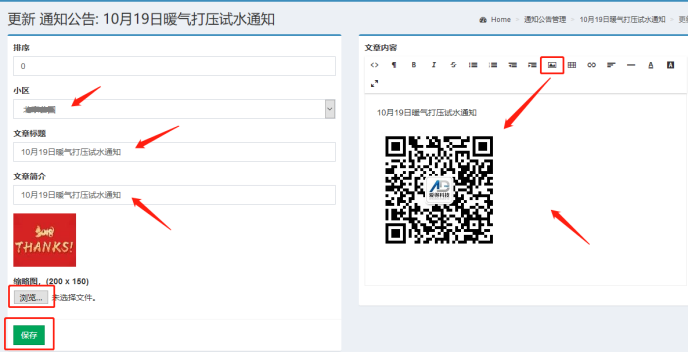 更新 通知公告: 10月19日暖气打压试水通知
Home > 通知公告管理 > 10月19日暖气打压试水通知 > 更新
排序
0
小区
文章标题
10月19日暖气打压试水通知
文章简介
10月19日暖气打压试水通知
THANKS!
缩略图，(200 x 150)
浏览... 未选择文件。
保存
文章内容
<> ¶ B I S A A
10月19日暖气打压试水通知